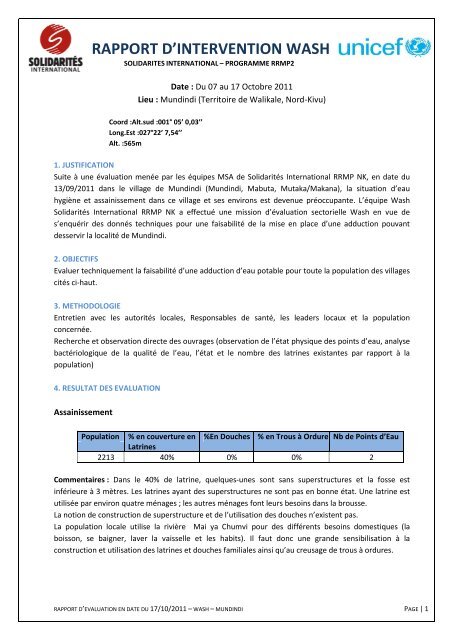 SOLIDARITÉS
INTERNATIONAL
RAPPORT D’INTERVENTION WASH
unicef
SOLIDARITES INTERNATIONAL – PROGRAMME RRMP2
Date : Du 07 au 17 Octobre 2011
Lieu : Mundindi (Territoire de Walikale, Nord-Kivu)
Coord :Alt.sud :001° 05’ 0,03’’
Long.Est :027°22’ 7,54’’
Alt. :565m
1. JUSTIFICATION
Suite à une évaluation menée par les équipes MSA de Solidarités International RRMP NK, en date du
13/09/2011 dans le village de Mundindi (Mundindi, Mabuta, Mutaka/Makana), la situation d’eau
hygiène et assainissement dans ce village et ses environs est devenue préoccupante. L’équipe Wash
Solidarités International RRMP NK a effectué une mission d’évaluation sectorielle Wash en vue de
s’enquérir des donnés techniques pour une faisabilité de la mise en place d’une adduction pouvant
desservir la localité de Mundindi.
2. OBJECTIFS
Evaluer techniquement la faisabilité d’une adduction d’eau potable pour toute la population des villages
cités ci-haut.
3. METHODOLOGIE
Entretien avec les autorités locales, Responsables de santé, les leaders locaux et la population
concernée.
Recherche et observation directe des ouvrages (observation de l’état physique des points d’eau, analyse
bactériologique de la qualité de l’eau, l’état et le nombre des latrines existantes par rapport à la
population)
4. RESULTAT DES EVALUATION
Assainissement
Population % en couverture en Latrines %En Douches % en Trous à Ordure Nb de Points d’Eau
2213 40% 0% 0% 2
Commentaires : Dans le 40% de latrine, quelques-unes sont sans superstructures et la fosse est
inférieure à 3 mètres. Les latrines ayant des superstructures ne sont pas en bonne état. Une latrine est
utilisée par environ quatre ménages ; les autres ménages font leurs besoins dans la brousse.
La notion de construction de superstructure et de l’utilisation des douches n’existent pas.
La population locale utilise la rivière Mai ya Chumvi pour des différents besoins domestiques (la
boisson, se baigner, laver la vaisselle et les habits). Il faut donc une grande sensibilisation à la
construction et utilisation des latrines et douches familiales ainsi qu’au creusage de trous à ordures.
RAPPORT D’EVALUATION EN DATE DU 17/10/2011 – WASH – MUNDINDI PAGE | 1